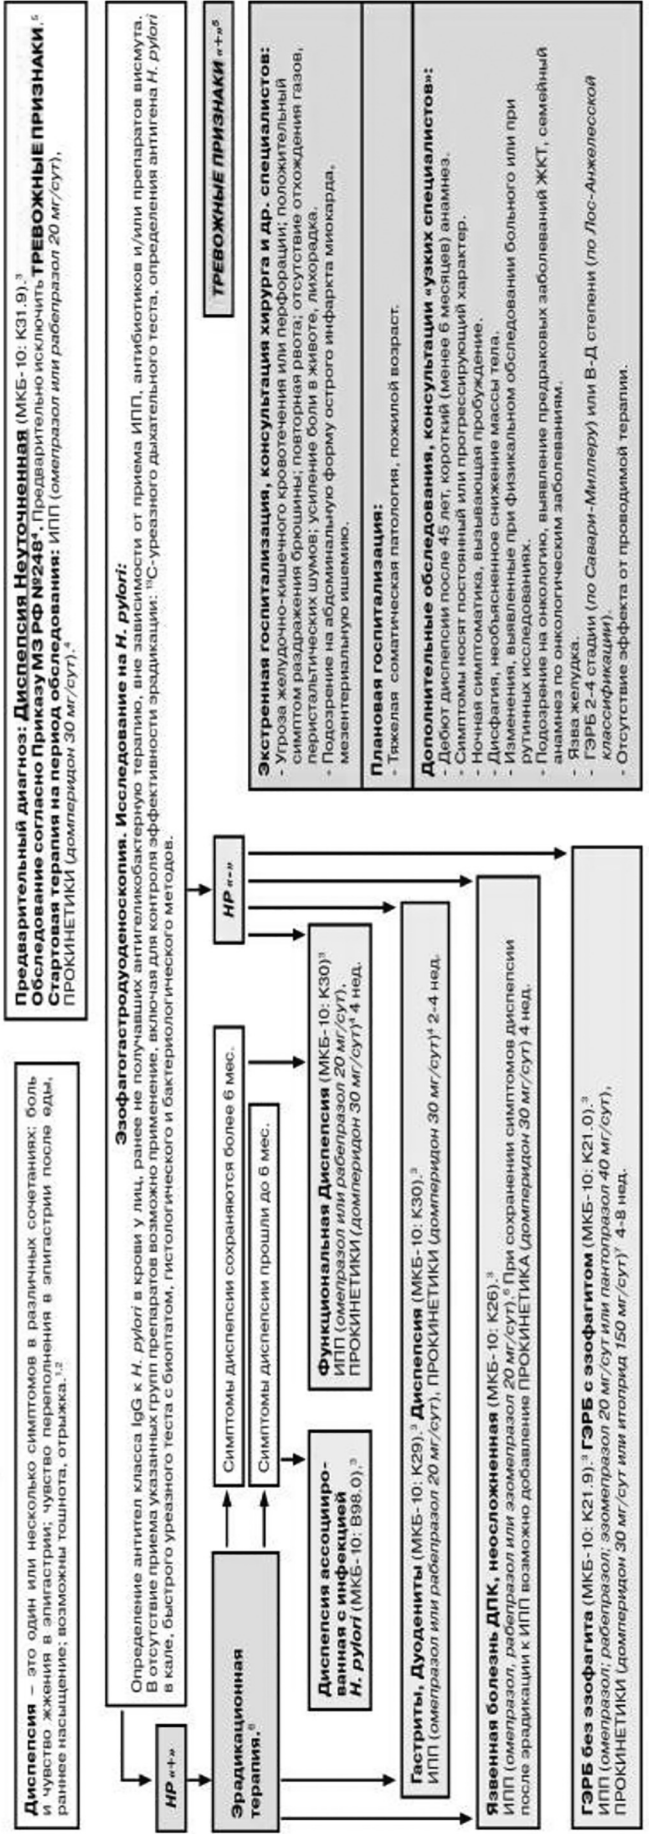 Диспепсия – это один или несколько симптомов в различных сочетаниях: боль
и чувство жжения в эпигастрии; чувство переполнения в эпигастрии после еды,
раннее насыщение; возможны тошнота, отрыжка.¹,²
Предварительный диагноз: Диспепсия Неуточненная (МКБ-10: К31.9).³
Обследование согласно Приказу МЗ РФ №248⁴. Предварительно исключить ТРЕВОЖНЫЕ ПРИЗНАКИ.⁵
Стартовая терапия на период обследования: ИПП (омепразол или рабепразол 20 мг/сут),
ПРОКИНЕТИКИ (домперидон 30 мг/сут).⁴
Эзофагогастродуоденоскопия. Исследование на H. pylori:
Определение антител класса IgG к H. pylori в крови у лиц, ранее не получавших антигеликобактерную терапию, вне зависимости от приема ИПП, антибиотиков и/или препаратов висмута.
В отсутствие приема указанных групп препаратов возможно применение, включая для контроля эффективности эрадикации: ¹³С-уреазного дыхательного теста, определения антигена H. pylori
в кале, быстрого уреазного теста с биоптатом, гистологического и бактериологического методов.
HP «+»
HP «-»
ТРЕВОЖНЫЕ ПРИЗНАКИ «+»⁵
Эрадикационная
терапия.⁶
Симптомы диспепсии сохраняются более 6 мес.
Симптомы диспепсии прошли до 6 мес.
Диспепсия ассоцииро-
ванная с инфекцией
H. pylori (МКБ-10: В98.0).³
Функциональная Диспепсия (МКБ-10: К30)³
ИПП (омепразол или рабепразол 20 мг/сут),
ПРОКИНЕТИКИ (домперидон 30 мг/сут)⁴ 4 нед.
Гастриты, Дуодениты (МКБ-10: К29).³ Диспепсия (МКБ-10: К30).³
ИПП (омепразол или рабепразол 20 мг/сут), ПРОКИНЕТИКИ (домперидон 30 мг/сут)⁴ 2-4 нед.
Язвенная болезнь ДПК, неосложненная (МКБ-10: К26).³
ИПП (омепразол, рабепразол или эзомепразол 20 мг/сут).⁶ При сохранении симптомов диспепсии
после эрадикации к ИПП возможно добавление ПРОКИНЕТИКА (домперидон 30 мг/сут) 4 нед.
ГЭРБ без эзофагита (МКБ-10: К21.9).³ ГЭРБ с эзофагитом (МКБ-10: К21.0).³
ИПП (омепразол; рабепразол; эзомепразол 20 мг/сут или пантопразол 40 мг/сут),
ПРОКИНЕТИКИ (домперидон 30 мг/сут или итоприд 150 мг/сут)⁷ 4-8 нед.
Экстренная госпитализация, консультация хирурга и др. специалистов:
- Угроза желудочно-кишечного кровотечения или перфорации; положительный
симптом раздражения брюшины; повторная рвота; отсутствие отхождения газов,
перистальтических шумов; усиление боли в животе, лихорадка.
- Подозрение на абдоминальную форму острого инфаркта миокарда,
мезентериальную ишемию.
Плановая госпитализация:
- Тяжелая соматическая патология, пожилой возраст.
Дополнительные обследования, консультации «узких специалистов»:
- Дебют диспепсии после 45 лет, короткий (менее 6 месяцев) анамнез.
- Симптомы носят постоянный или прогрессирующий характер.
- Ночная симптоматика, вызывающая пробуждение.
- Дисфагия, необъясненное снижение массы тела.
- Изменения, выявленные при физикальном обследовании больного или при
рутинных исследованиях.
- Подозрение на онкологию, выявление предраковых заболеваний ЖКТ, семейный
анамнез по онкологическим заболеваниям.
- Язва желудка.
- ГЭРБ 2-4 стадии (по Савари-Миллеру) или В-Д степени (по Лос-Анжелесской
классификации).
- Отсутствие эффекта от проводимой терапии.